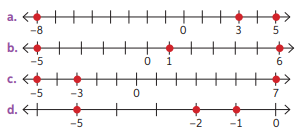 a. −8 0 3 5
b. −5 0 1 6
c. −5 −3 0 7
d. −5 −2 −1 0